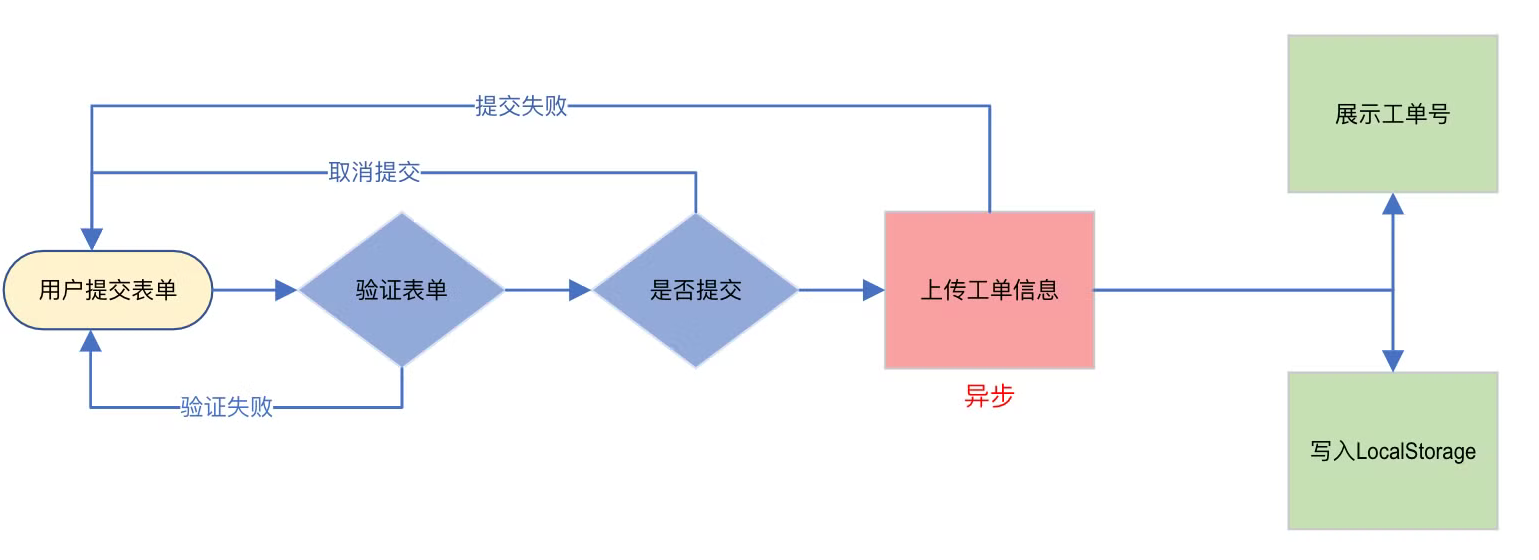 提交失败
展示工单号
取消提交
用户提交表单
验证表单
是否提交
上传工单信息
异步
验证失败
写入LocalStorage